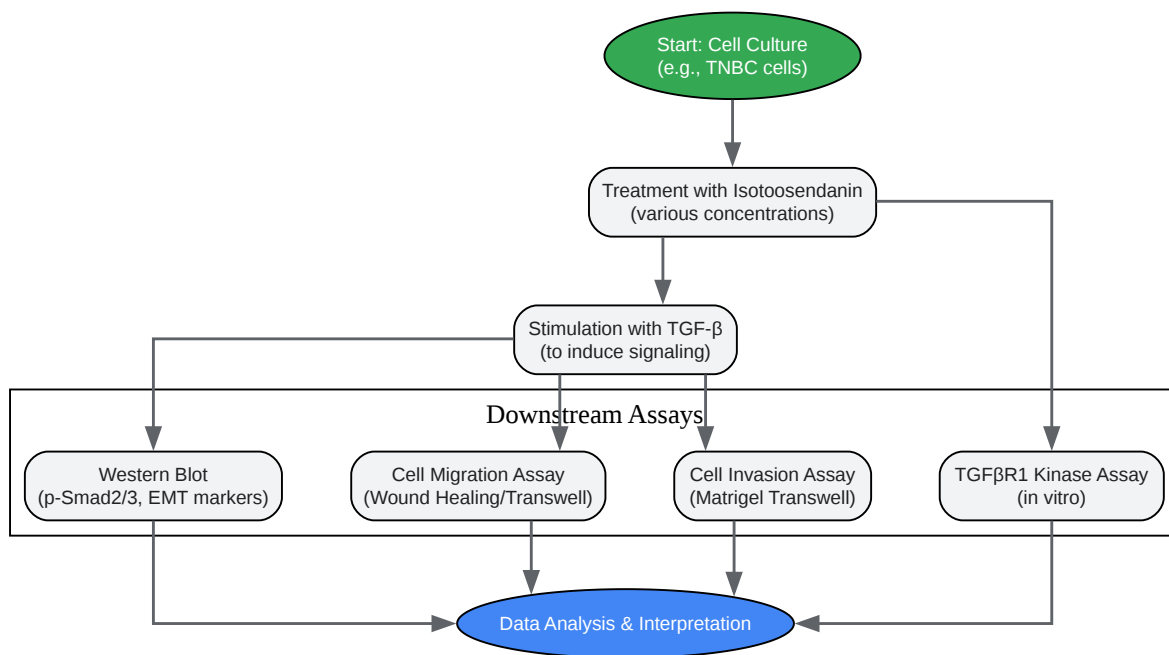 Start: Cell Culture
(e.g., TNBC cells)
Treatment with Isotoosendanin
(various concentrations)
Stimulation with TGF-β
(to induce signaling)
Downstream Assays
Western Blot
(p-Smad2/3, EMT markers)
Cell Migration Assay
(Wound Healing/Transwell)
Cell Invasion Assay
(Matrigel Transwell)
TGFβR1 Kinase Assay
(in vitro)
Data Analysis & Interpretation